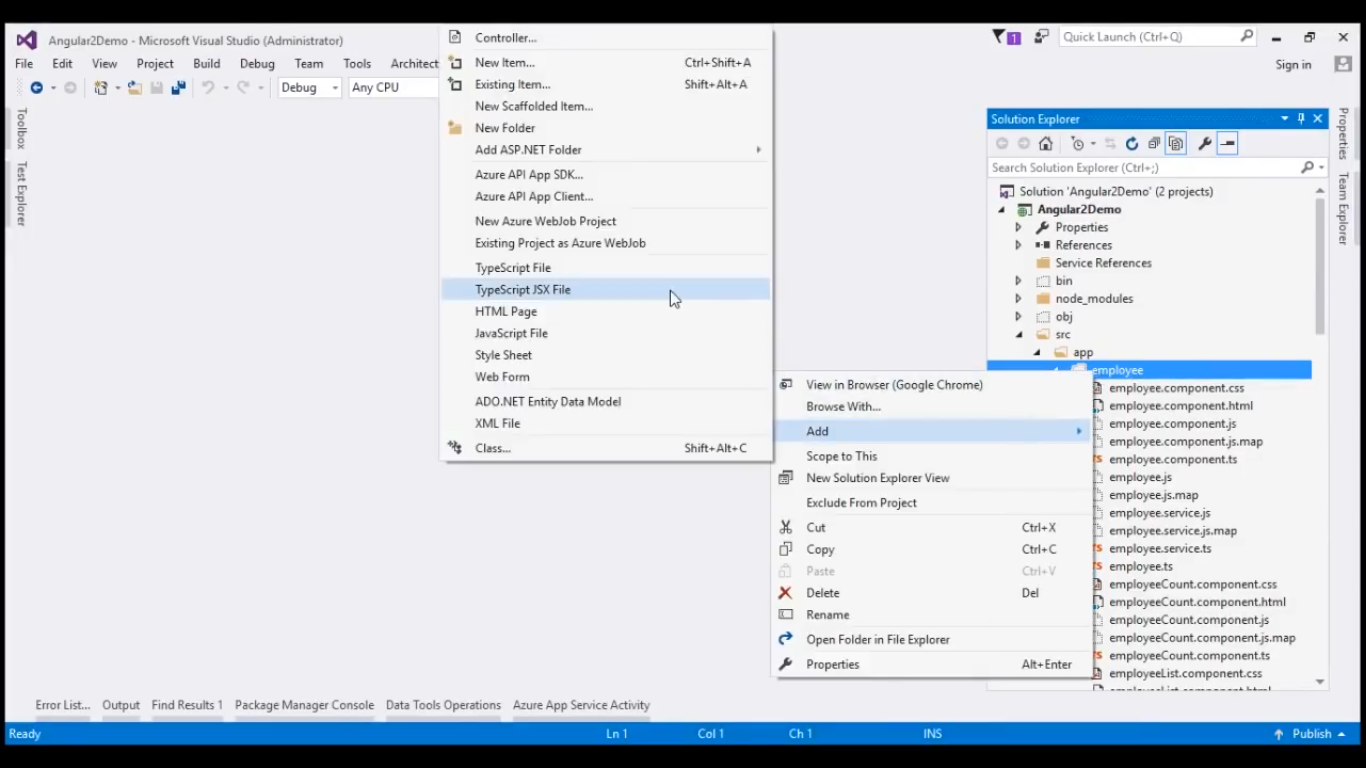 Angular2Demo - Microsoft Visual Studio (Administrator)
1
Quick Launch (Ctrl+Q)
File Edit View Project Build Debug Team Tools Architect
Sign in
Debug Any CPU
Toolbox
Test Explorer
Controller...
New Item... Ctrl+Shift+A
Existing Item... Shift+Alt+A
New Scaffolded Item...
New Folder
Add ASP.NET Folder
Azure API App SDK...
Azure API App Client...
New Azure WebJob Project
Existing Project as Azure WebJob
TypeScript File
TypeScript JSX File
HTML Page
JavaScript File
Style Sheet
Web Form
ADO.NET Entity Data Model
XML File
Class... Shift+Alt+C
View in Browser (Google Chrome)
Browse With...
Add
Scope to This
New Solution Explorer View
Exclude From Project
Cut Ctrl+X
Copy Ctrl+C
Paste Ctrl+V
Delete Del
Rename
Open Folder in File Explorer
Properties Alt+Enter
Solution Explorer
Search Solution Explorer (Ctrl+;)
Solution 'Angular2Demo' (2 projects)
Angular2Demo
Properties
References
Service References
bin
node_modules
obj
src
app
employee
employee.component.css
employee.component.html
employee.component.js
employee.component.js.map
employee.component.ts
employee.js
employee.js.map
employee.service.js
employee.service.js.map
employee.service.ts
employee.ts
employeeCount.component.css
employeeCount.component.html
employeeCount.component.js
employeeCount.component.js.map
employeeCount.component.ts
employeeList.component.css
employeeList.component.html
Properties
Team Explorer
Error List... Output Find Results 1 Package Manager Console Data Tools Operations Azure App Service Activity
Ready Ln 1 Col 1 Ch 1 INS Publish